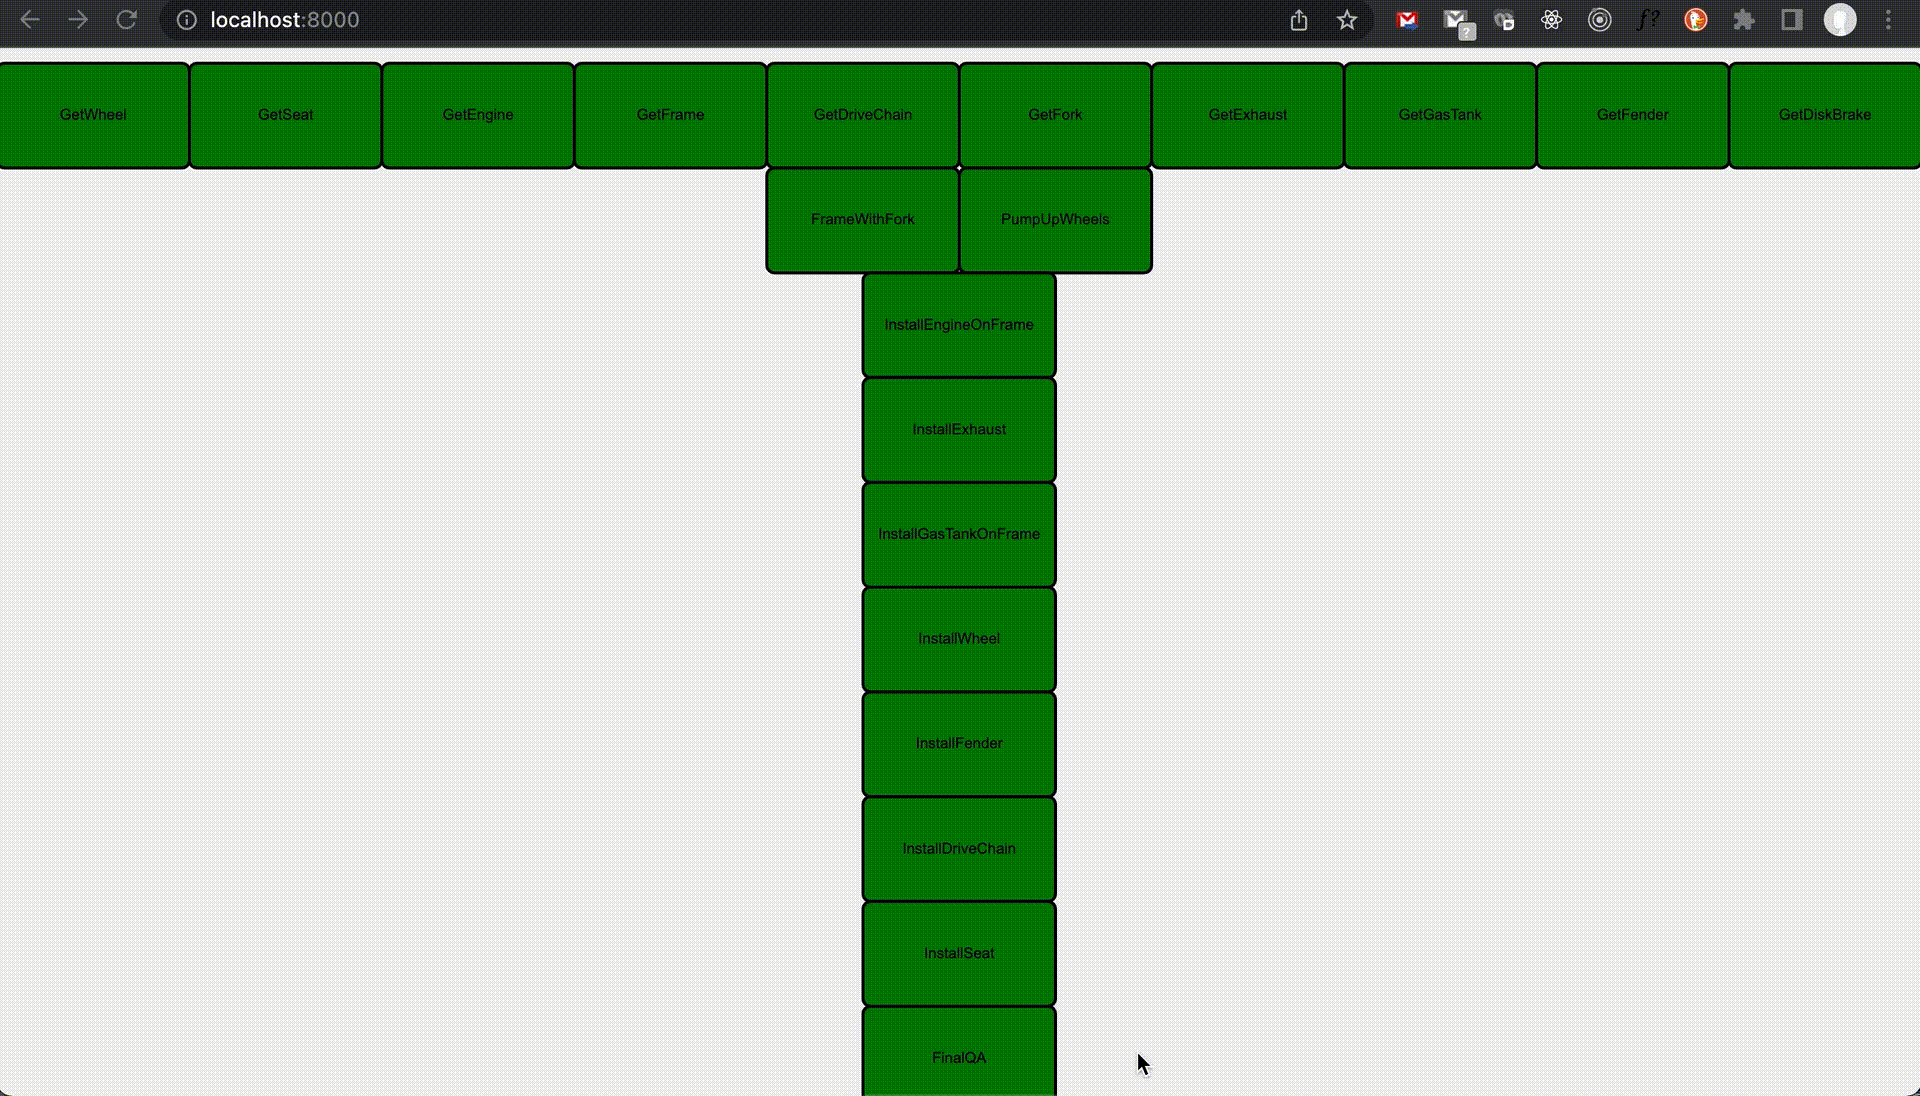 localhost:8000
f?
?
GetWheel GetSeat GetEngine GetFrame GetDriveChain GetFork GetExhaust GetGasTank GetFender GetDiskBrake
FrameWithFork PumpUpWheels
InstallEngineOnFrame
InstallExhaust
InstallGasTankOnFrame
InstallWheel
InstallFender
InstallDriveChain
InstallSeat
FinalQA